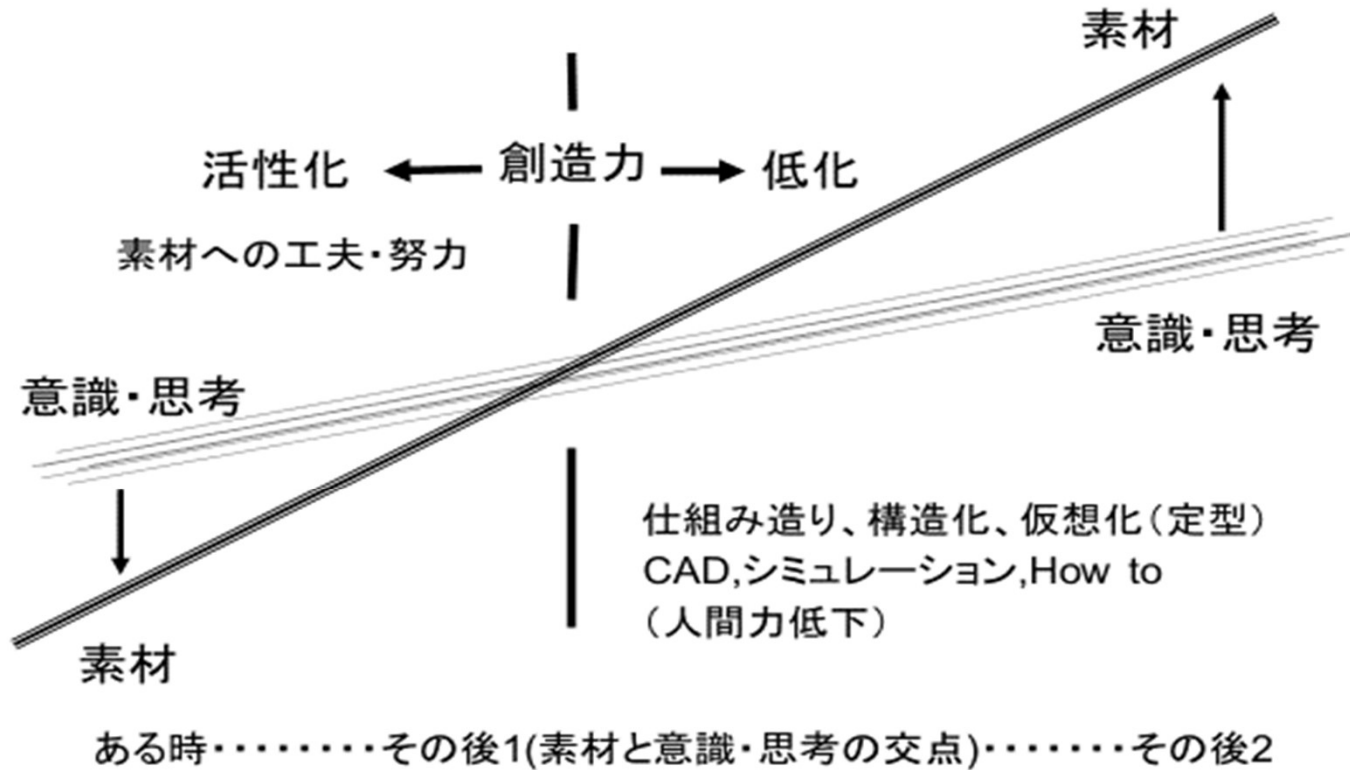 素材
活性化 ← 創造力 → 低化
素材への工夫・努力
意識・思考
意識・思考
仕組み造り、構造化、仮想化（定型）
CAD,シミュレーション,How to
（人間力低下）
素材
ある時・・・・・・・・その後1(素材と意識・思考の交点)・・・・・・・その後2